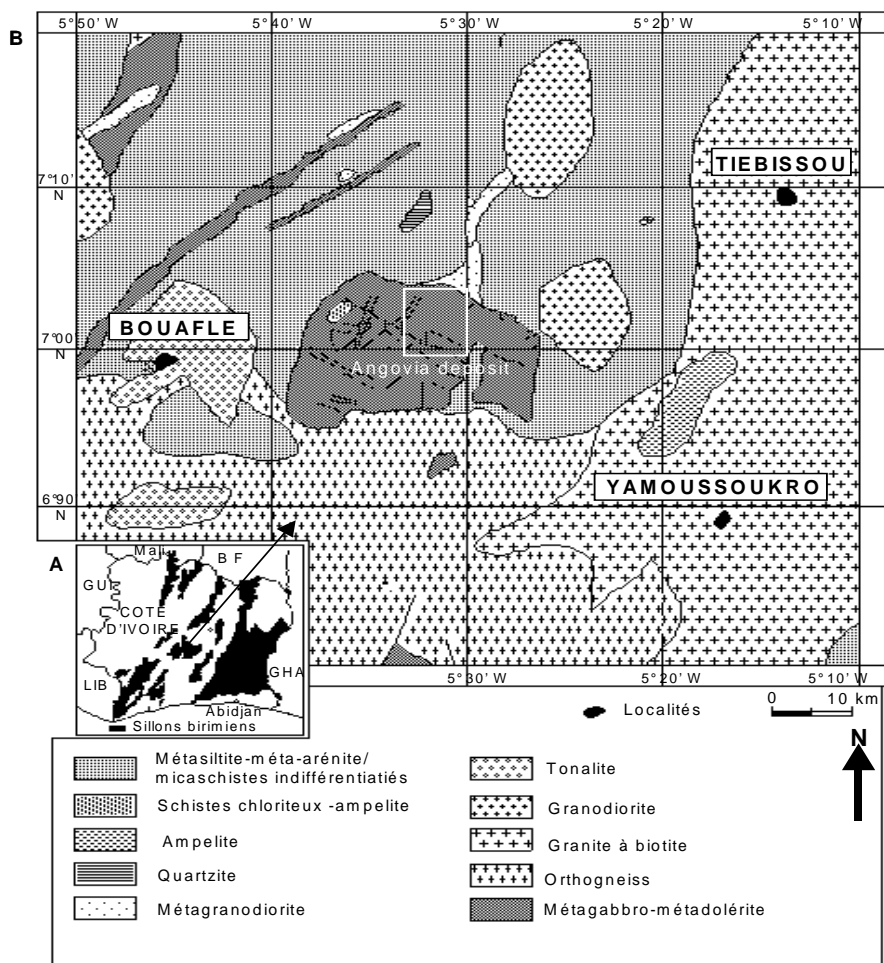 5°50' W
5°40' W
5°30' W
5°20' W
5°10' W
B
TIEBISSOU
7°10'
N
BOUAFLE
7°00
N
Angovia deposit
YAMOUSSOUKRO
6°90
N
A
Mali
B F
GUI
COTE
D'IVOIRE
LIB
GHA
Abidjan
Sillons birimiens
5°30' W
5°20' W
5°10' W
Localités
0 10 km
N
Métasiltite-méta-arénite/
micaschistes indifférentiatiés
Schistes chloriteux -ampelite
Ampelite
Quartzite
Métagranodiorite
Tonalite
Granodiorite
Granite à biotite
Orthogneiss
Métagabbro-métadolérite